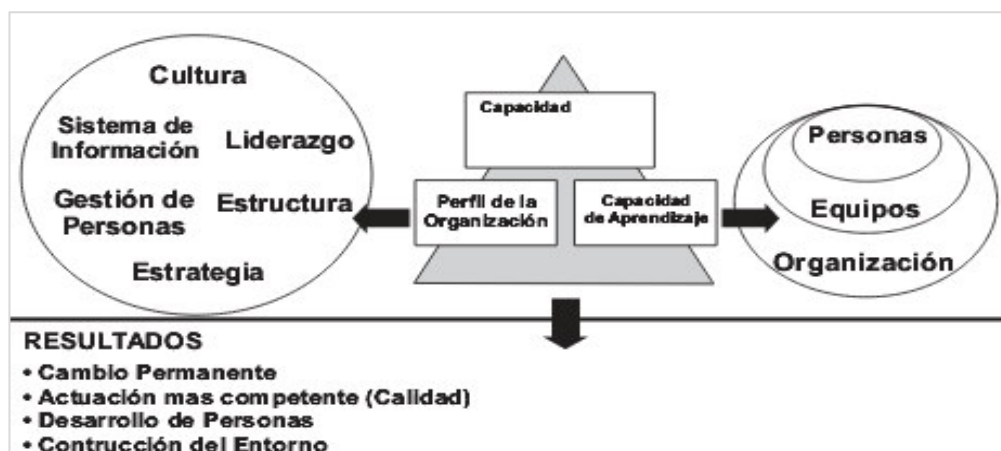 Cultura
Sistema de
Información
Liderazgo
Gestión de
Personas
Estructura
Estrategia
Capacidad
Perfil de la
Organización
Capacidad
de Aprendizaje
Personas
Equipos
Organización
RESULTADOS
• Cambio Permanente
• Actuación mas competente (Calidad)
• Desarrollo de Personas
• Contrucción del Entorno